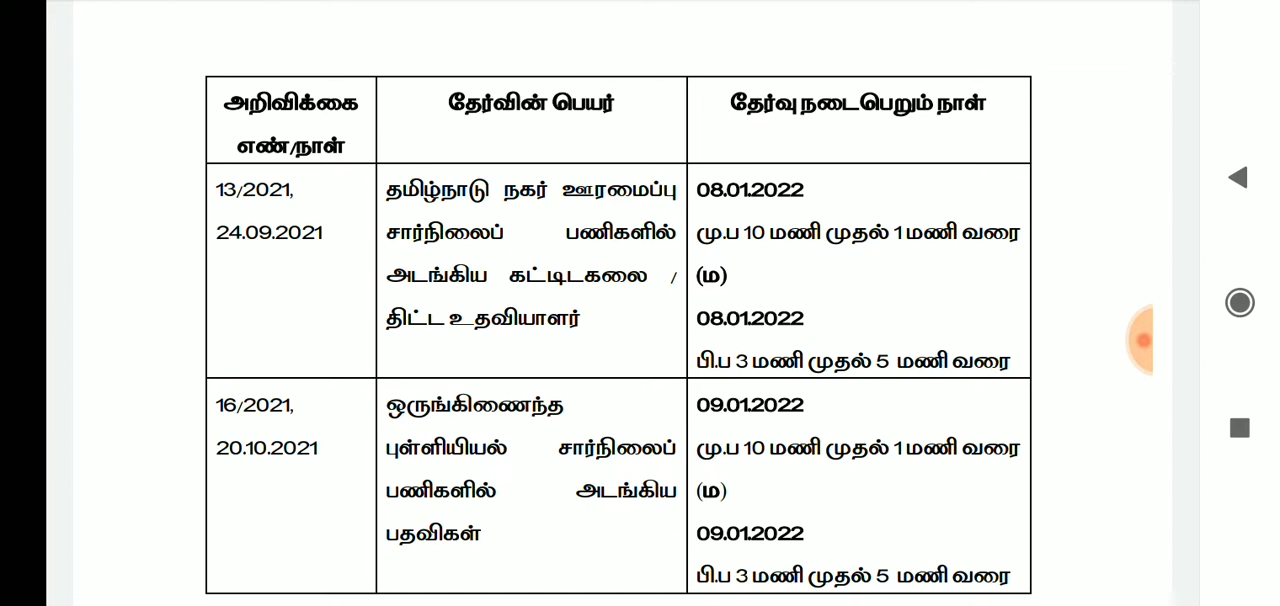 அறிவிக்கை
எண்/நாள்
தேர்வின் பெயர்
தேர்வு நடைபெறும் நாள்
13/2021,
24.09.2021
தமிழ்நாடு நகர் ஊரமைப்பு
சார்நிலைப் பணிகளில்
அடங்கிய கட்டிடகலை /
திட்ட உதவியாளர்
08.01.2022
மு.ப 10 மணி முதல் 1 மணி வரை
(ம)
08.01.2022
பி.ப 3 மணி முதல் 5 மணி வரை
16/2021,
20.10.2021
ஒருங்கிணைந்த
புள்ளியியல் சார்நிலைப்
பணிகளில் அடங்கிய
பதவிகள்
09.01.2022
மு.ப 10 மணி முதல் 1 மணி வரை
(ம)
09.01.2022
பி.ப 3 மணி முதல் 5 மணி வரை